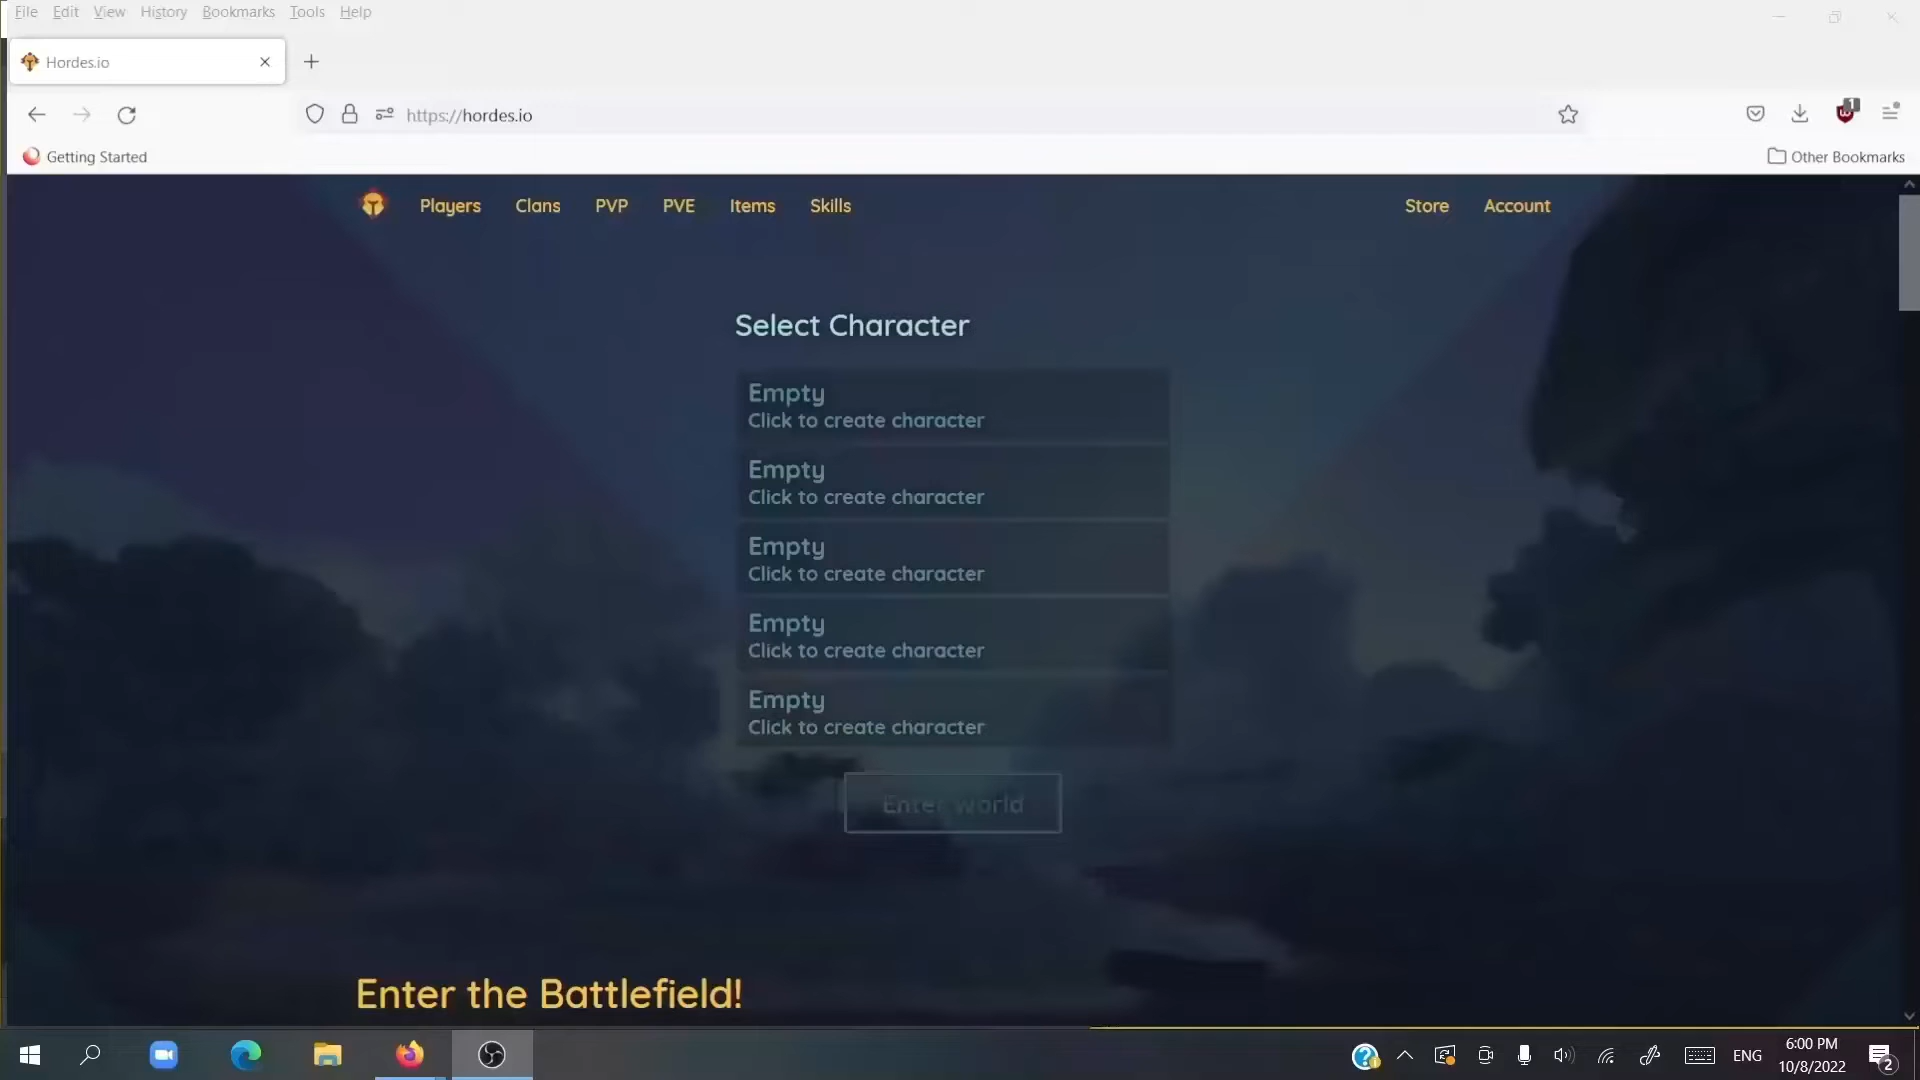 File Edit View History Bookmarks Tools Help
Hordes.io
https://hordes.io
1
Getting Started
Other Bookmarks
Players Clans PVP PVE Items Skills Store Account
Select Character
Empty
Click to create character
Empty
Click to create character
Empty
Click to create character
Empty
Click to create character
Empty
Click to create character
Enter world
Enter the Battlefield!
ENG
6:00 PM
10/8/2022
2